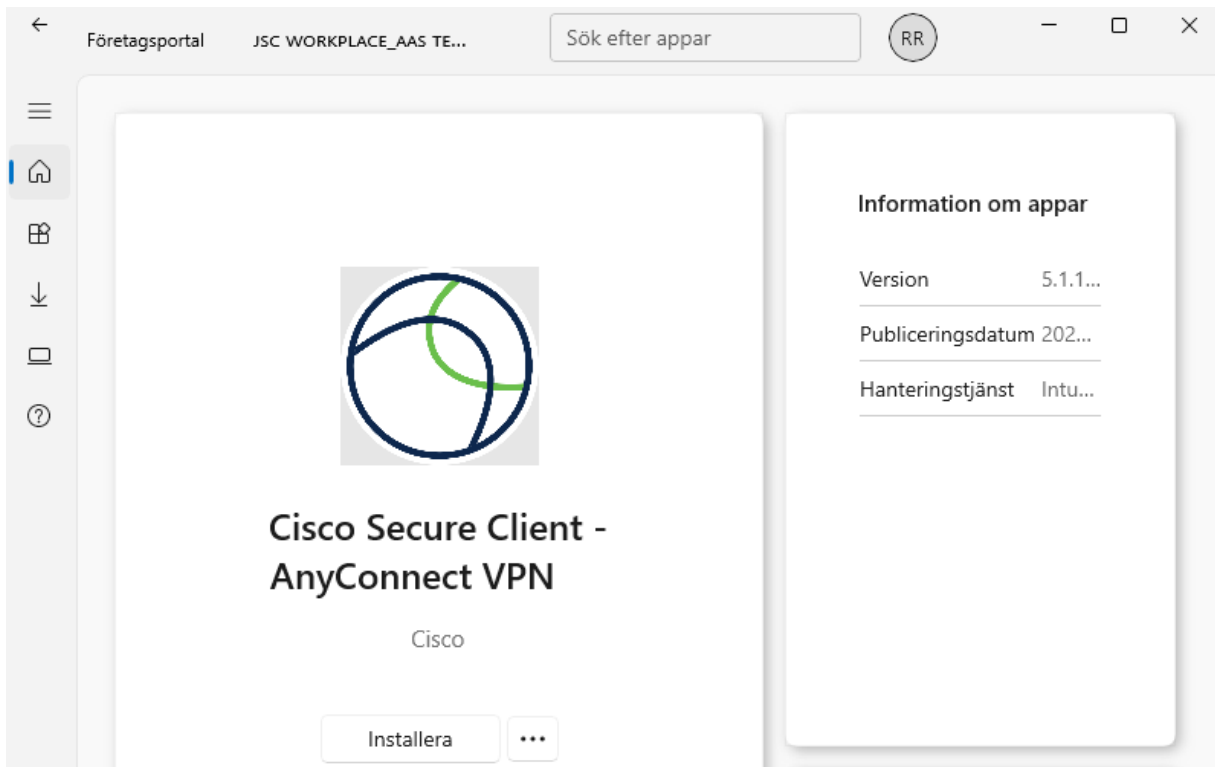 Företagsportal
JSC WORKPLACE_AAS TE...
Sök efter appar
RR
Cisco Secure Client -
AnyConnect VPN
Cisco
Installera
Information om appar
Version 5.1.1...
Publiceringsdatum 202...
Hanteringstjänst Intu...